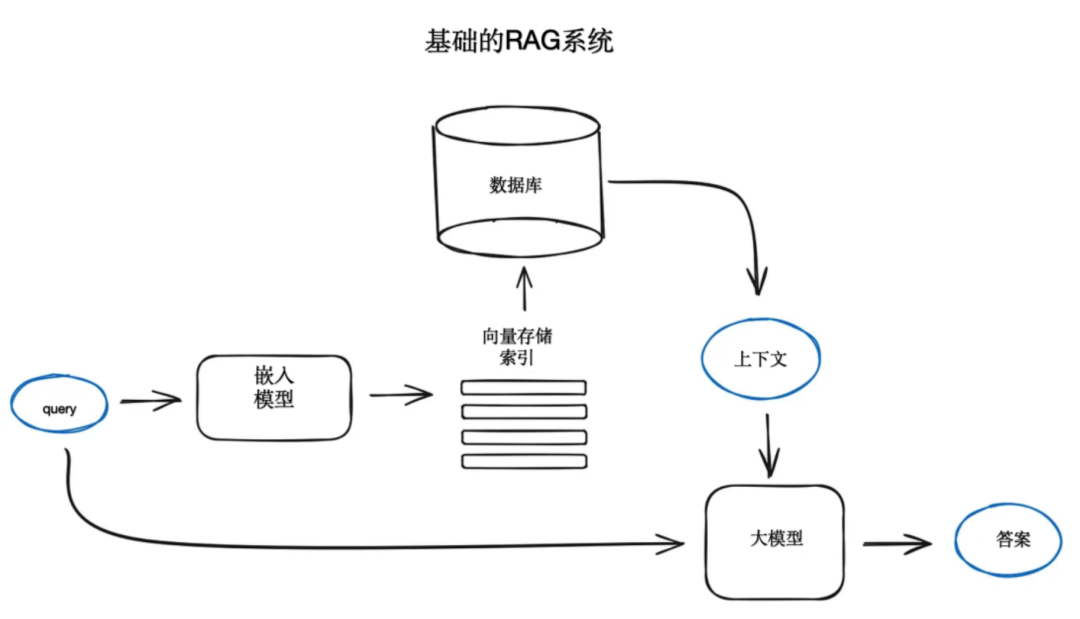 基础的RAG系统
数据库
向量存储
索引
上下文
嵌入
模型
query
大模型
答案